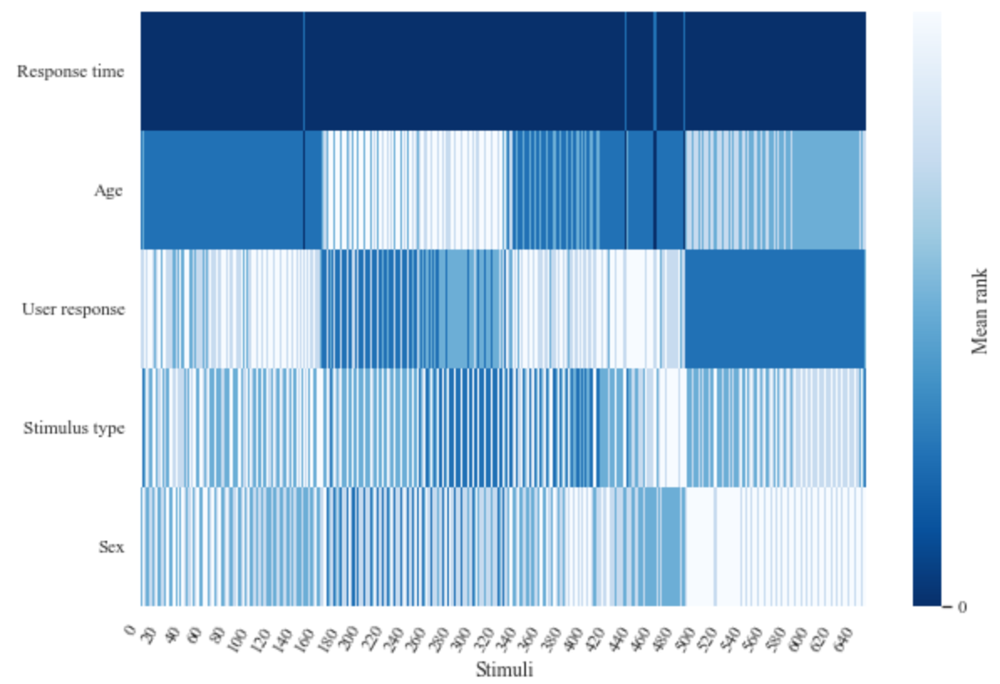 Response time
Age
User response
Stimulus type
Sex
0 20 40 60 80 100 120 140 160 180 200 220 240 260 280 300 320 340 360 380 400 420 440 460 480 500 520 540 560 580 600 620 640
Stimuli
Mean rank
0